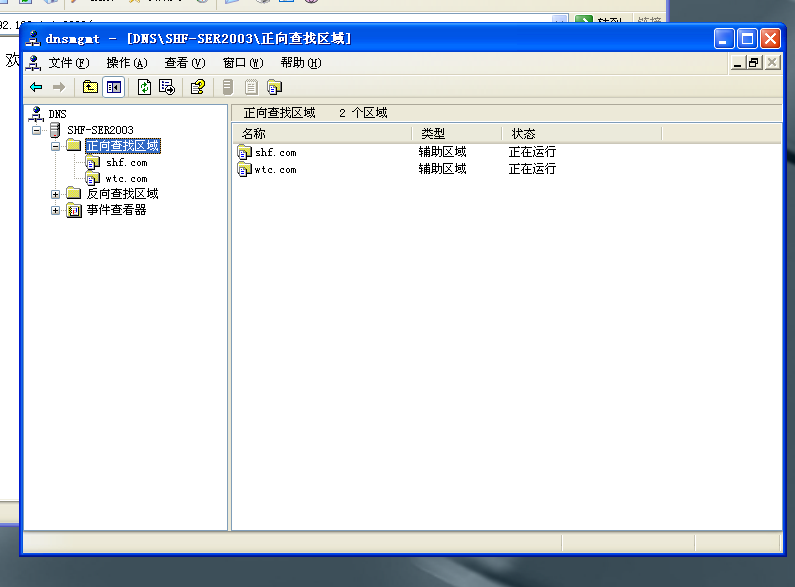 dnsmgmt - [DNS\SHF-SER2003\正向查找区域]
文件(F) 操作(A) 查看(V) 窗口(W) 帮助(H)
DNS
SHF-SER2003
正向查找区域
shf.com
wtc.com
反向查找区域
事件查看器
正向查找区域 2 个区域
名称 类型 状态
shf.com 辅助区域 正在运行
wtc.com 辅助区域 正在运行
欢